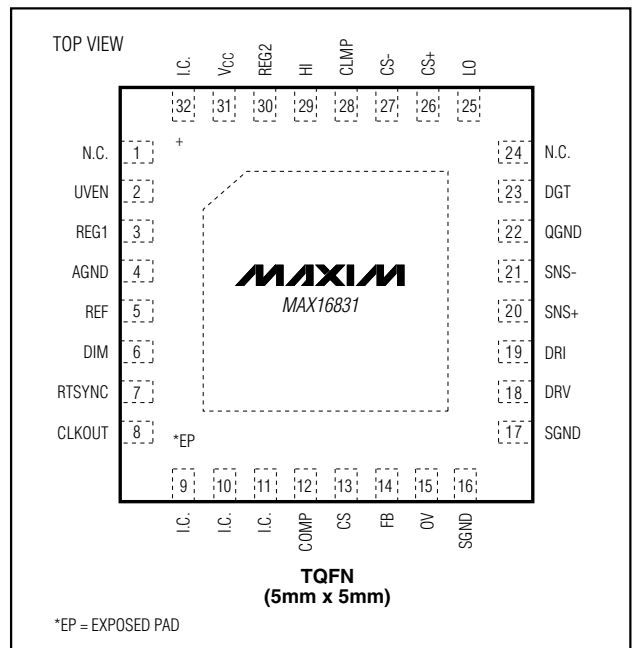 TOP VIEW
I.C. VCC REG2 HI CLMP CS- CS+ LO
32 31 30 29 28 27 26 25
+
N.C. 1 24 N.C.
UVEN 2 23 DGT
REG1 3 22 QGND
AGND 4 21 SNS-
REF 5 20 SNS+
DIM 6 19 DRI
RTSYNC 7 18 DRV
CLKOUT 8 17 SGND
MAXIM
MAX16831
*EP
9 10 11 12 13 14 15 16
I.C. I.C. I.C. COMP CS FB OV SGND
TQFN
(5mm x 5mm)
*EP = EXPOSED PAD